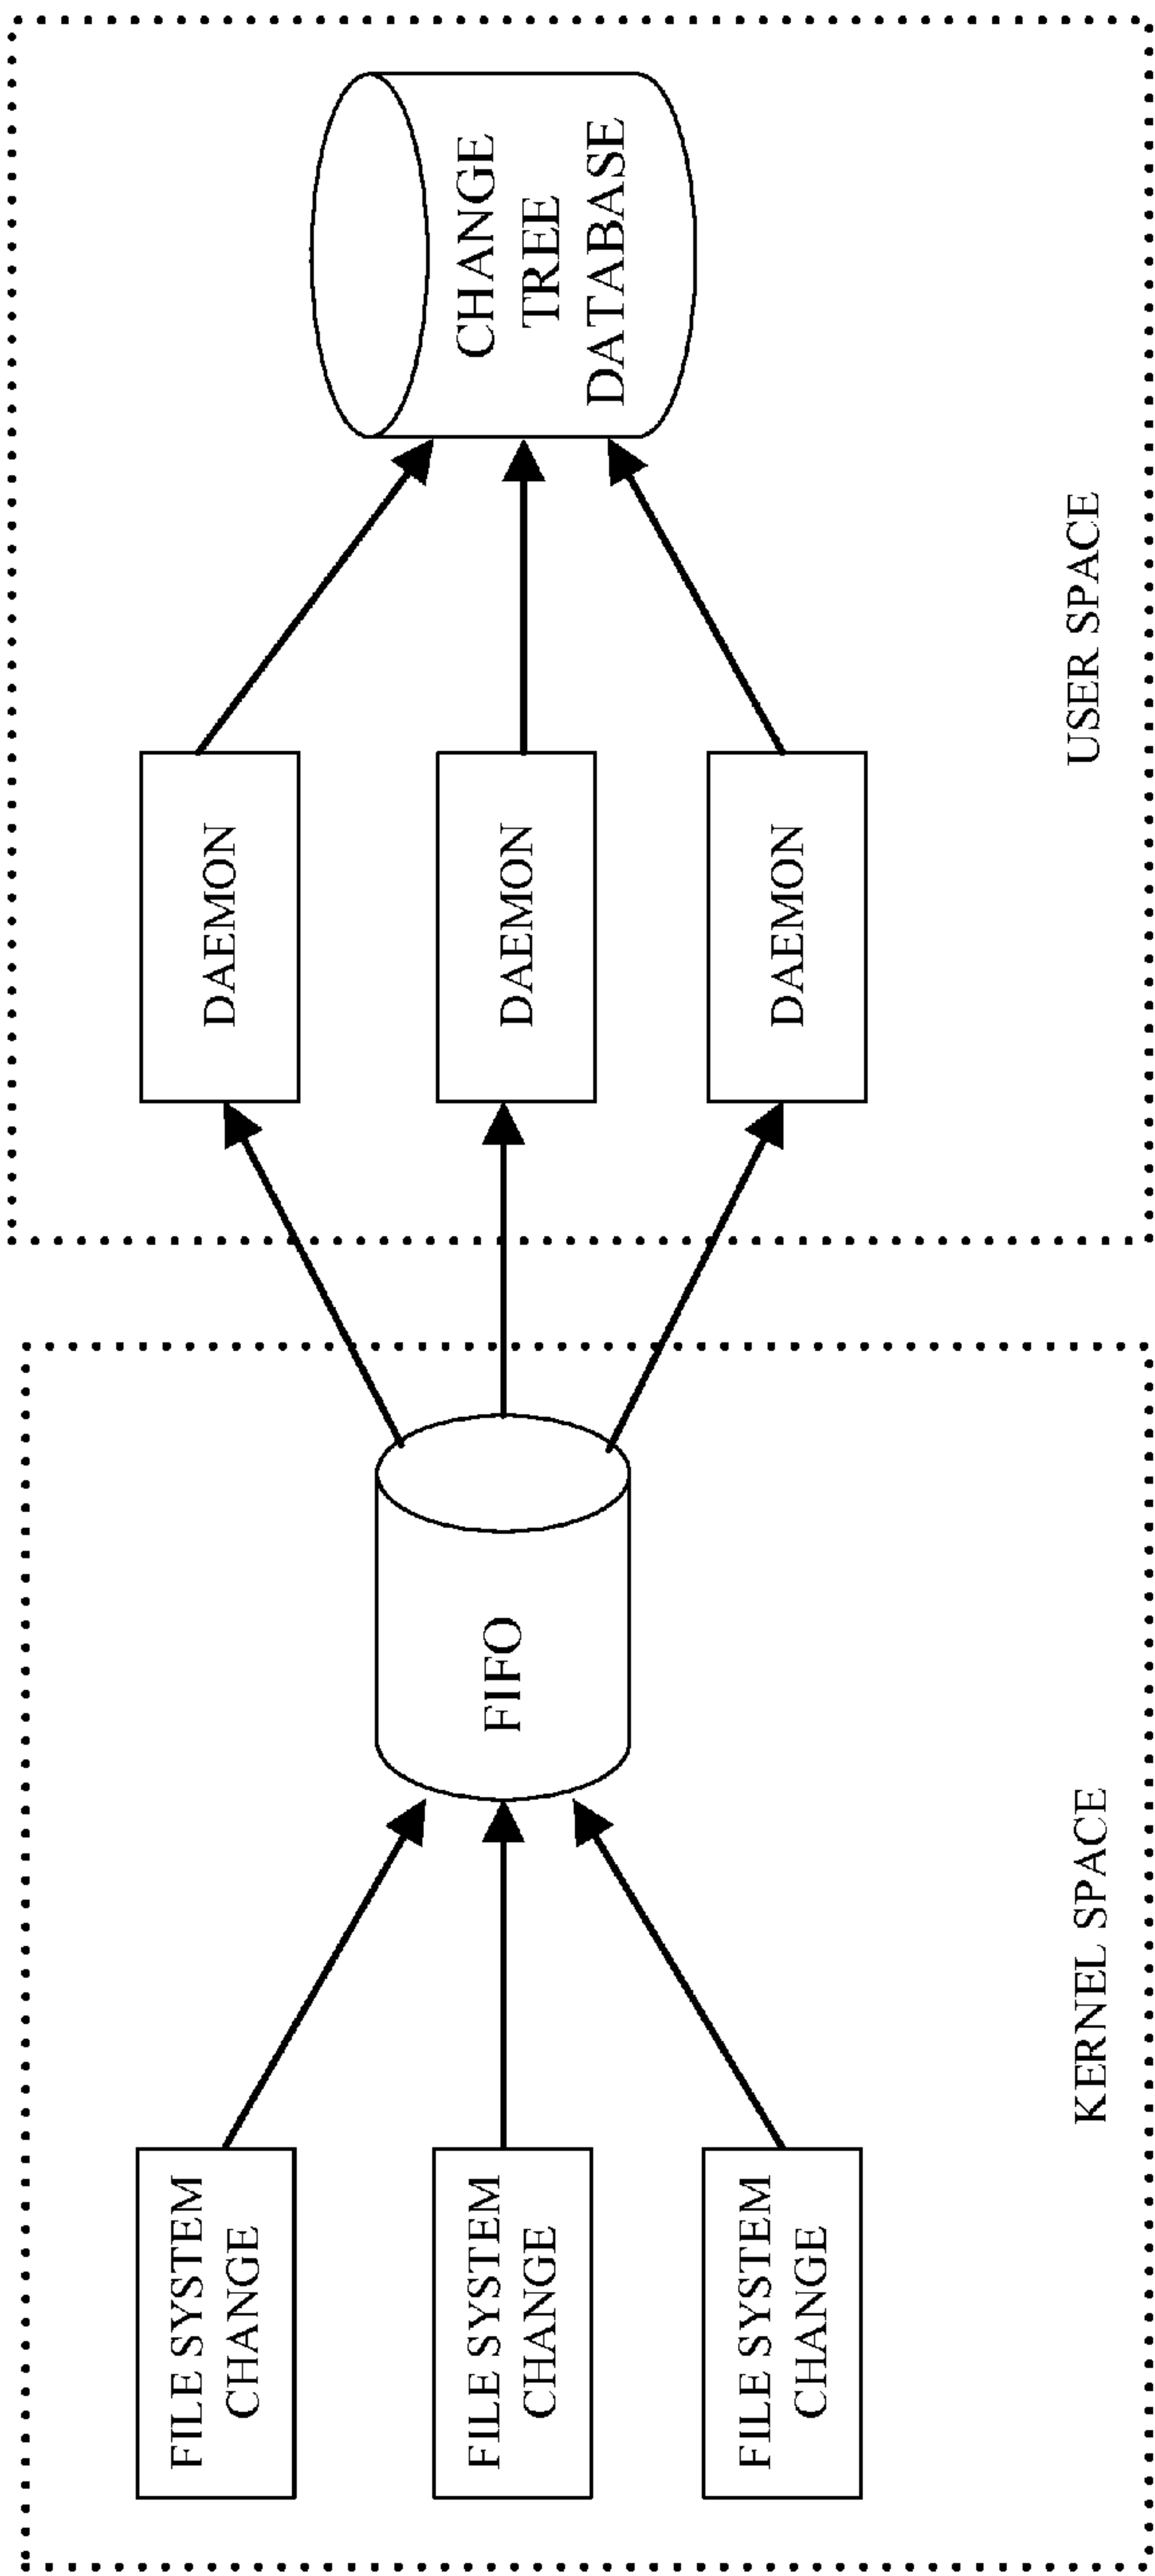 FILE SYSTEM
CHANGE
FILE SYSTEM
CHANGE
FILE SYSTEM
CHANGE
FIFO
KERNEL SPACE
DAEMON
DAEMON
DAEMON
CHANGE
TREE
DATABASE
USER SPACE